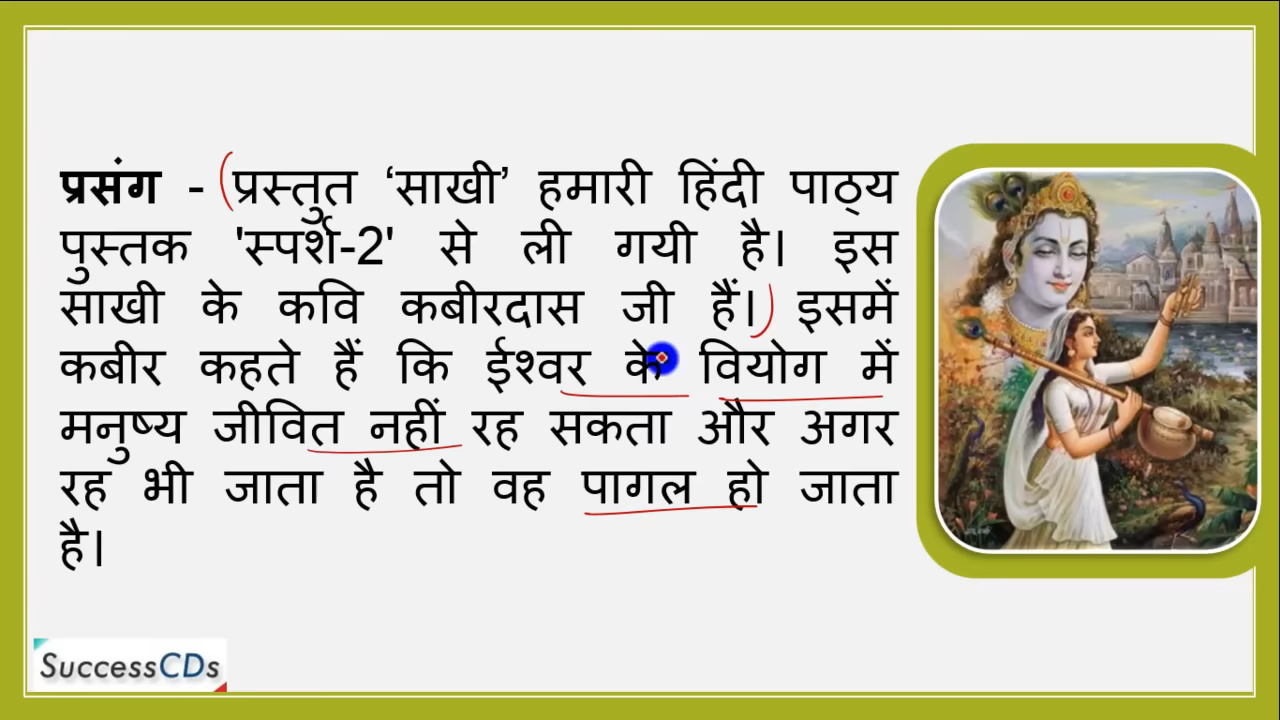 प्रसंग - प्रस्तुत ‘साखी’ हमारी हिंदी पाठ्य
पुस्तक 'स्पर्श-2' से ली गयी है। इस
साखी के कवि कबीरदास जी हैं। इसमें
कबीर कहते हैं कि ईश्वर के वियोग में
मनुष्य जीवित नहीं रह सकता और अगर
रह भी जाता है तो वह पागल हो जाता
है।
SuccessCDs